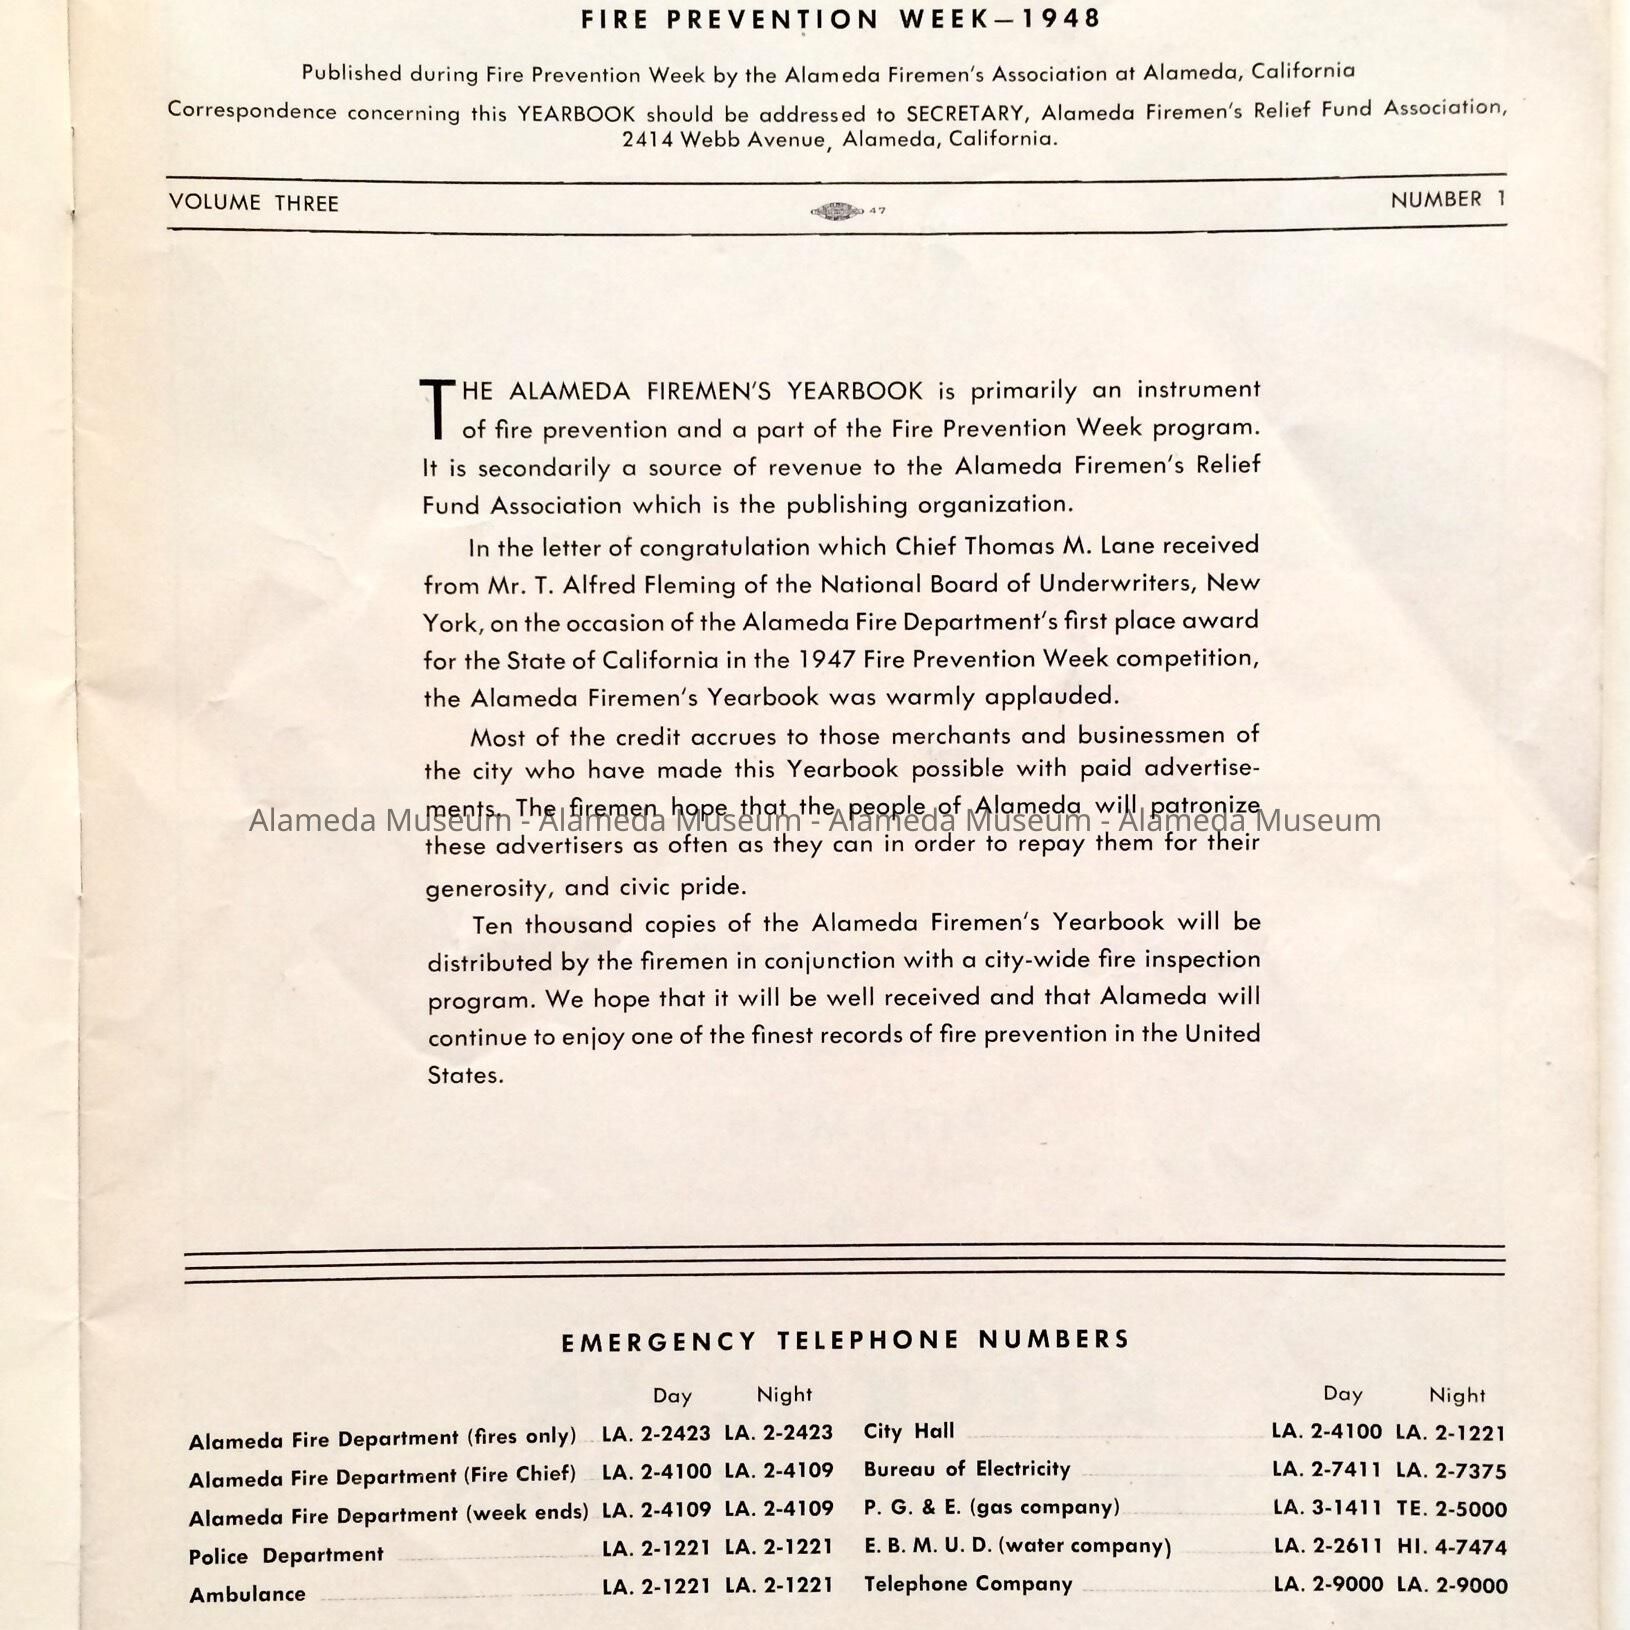 FIRE PREVENTION WEEK—1948
Published during Fire Prevention Week by the Alameda Firemen's Association at Alameda, California
Correspondence concerning this YEARBOOK should be addressed to SECRETARY, Alameda Firemen's Relief Fund Association,
2414 Webb Avenue, Alameda, California.
VOLUME THREE 47 NUMBER 1
THE ALAMEDA FIREMEN'S YEARBOOK is primarily an instrument
of fire prevention and a part of the Fire Prevention Week program.
It is secondarily a source of revenue to the Alameda Firemen's Relief
Fund Association which is the publishing organization.
In the letter of congratulation which Chief Thomas M. Lane received
from Mr. T. Alfred Fleming of the National Board of Underwriters, New
York, on the occasion of the Alameda Fire Department's first place award
for the State of California in the 1947 Fire Prevention Week competition,
the Alameda Firemen's Yearbook was warmly applauded.
Most of the credit accrues to those merchants and businessmen of
the city who have made this Yearbook possible with paid advertise-
ments. The firemen hope that the people of Alameda will patronize
Alameda Museum - Alameda Museum - Alameda Museum - Alameda Museum
these advertisers as often as they can in order to repay them for their
generosity, and civic pride.
Ten thousand copies of the Alameda Firemen's Yearbook will be
distributed by the firemen in conjunction with a city-wide fire inspection
program. We hope that it will be well received and that Alameda will
continue to enjoy one of the finest records of fire prevention in the United
States.
EMERGENCY TELEPHONE NUMBERS
Day Night Day Night
Alameda Fire Department (fires only) LA. 2-2423 LA. 2-2423 City Hall LA. 2-4100 LA. 2-1221
Alameda Fire Department (Fire Chief) LA. 2-4100 LA. 2-4109 Bureau of Electricity LA. 2-7411 LA. 2-7375
Alameda Fire Department (week ends) LA. 2-4109 LA. 2-4109 P. G. & E. (gas company) LA. 3-1411 TE. 2-5000
Police Department LA. 2-1221 LA. 2-1221 E. B. M. U. D. (water company) LA. 2-2611 HI. 4-7474
Ambulance LA. 2-1221 LA. 2-1221 Telephone Company LA. 2-9000 LA. 2-9000